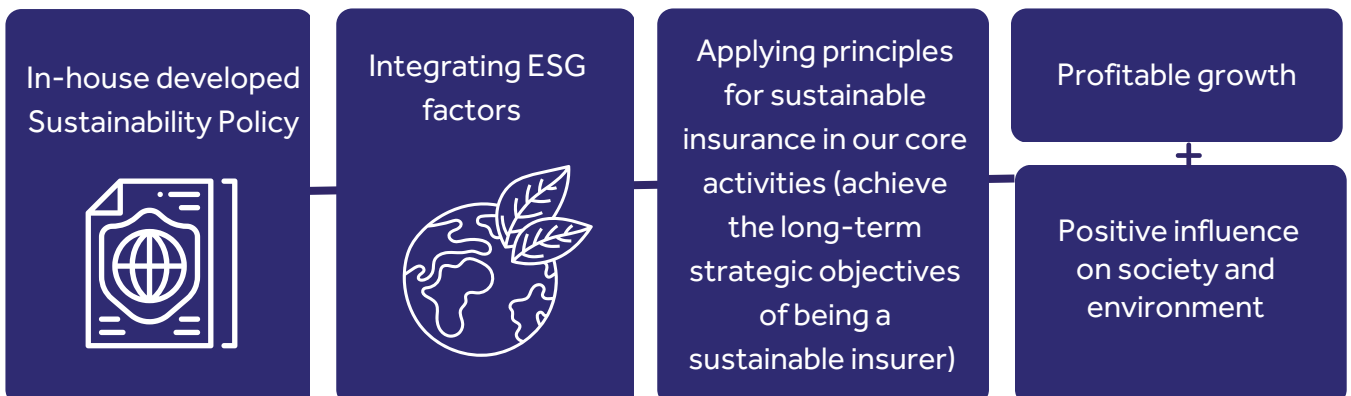 In-house developed
Sustainability Policy
Integrating ESG
factors
Applying principles
for sustainable
insurance in our core
activities (achieve
the long-term
strategic objectives
of being a
sustainable insurer)
Profitable growth
+
Positive influence
on society and
environment